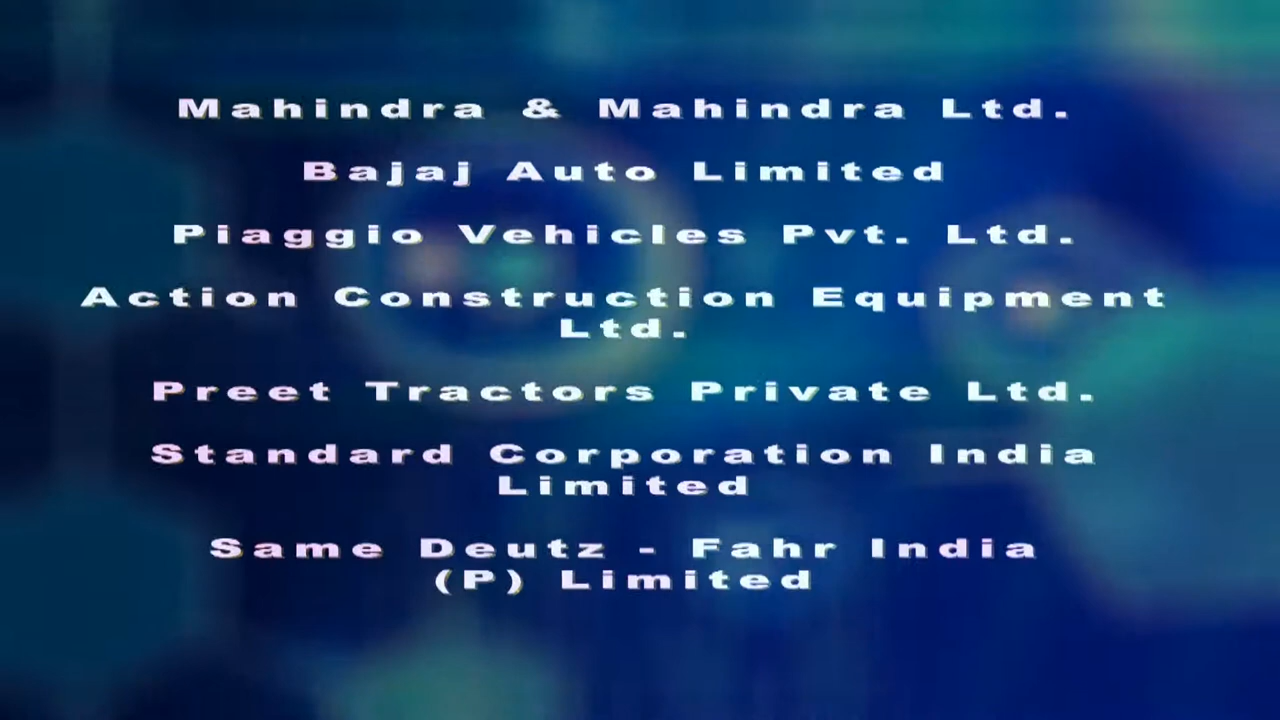 Mahindra & Mahindra Ltd.
Bajaj Auto Limited
Piaggio Vehicles Pvt. Ltd.
Action Construction Equipment
Ltd.
Preet Tractors Private Ltd.
Standard Corporation India
Limited
Same Deutz - Fahr India
(P) Limited